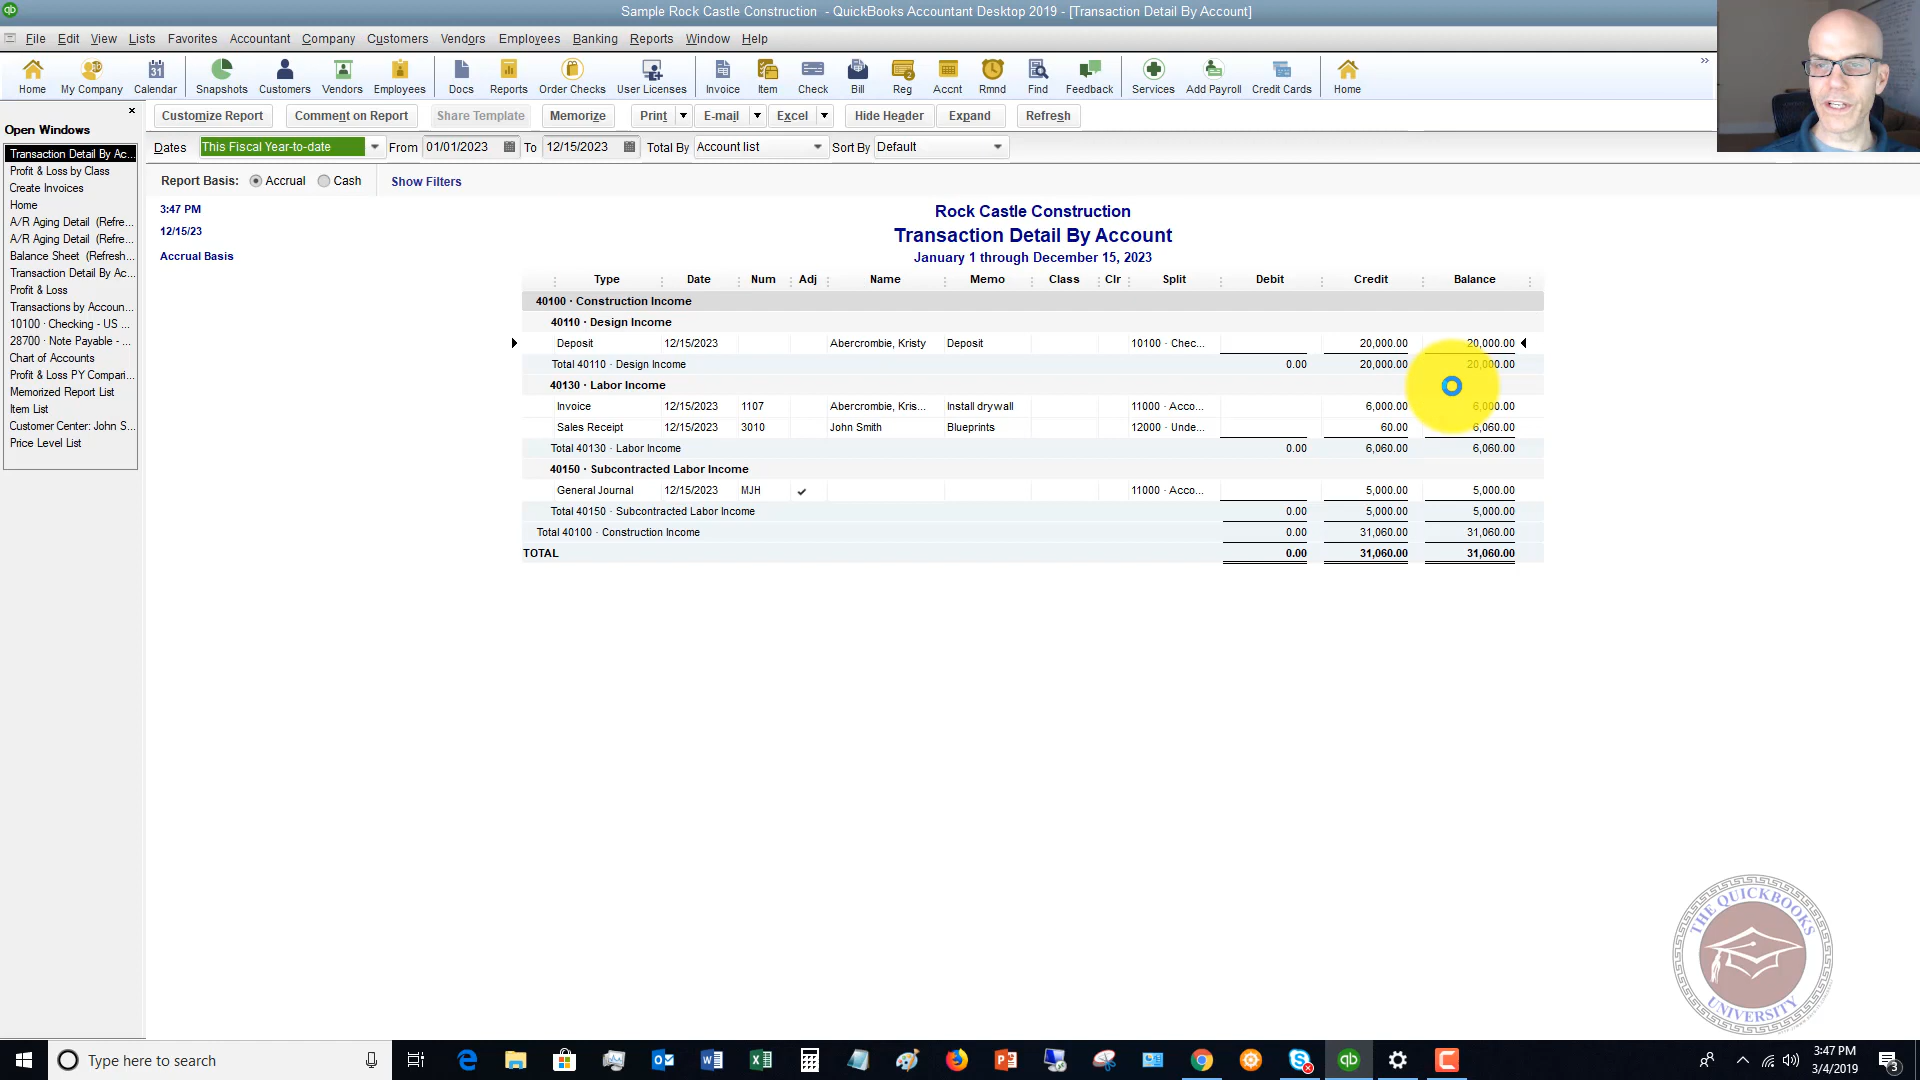 Sample Rock Castle Construction - QuickBooks Accountant Desktop 2019 - [Transaction Detail By Account]
File Edit View Lists Favorites Accountant Company Customers Vendors Employees Banking Reports Window Help
Home My Company Calendar Snapshots Customers Vendors Employees Docs Reports Order Checks User Licenses Invoice Item Check Bill Reg Accnt Rmnd Find Feedback Services Add Payroll Credit Cards Home
31
Customize Report Comment on Report Share Template Memorize Print E-mail Excel Hide Header Expand Refresh
Dates This Fiscal Year-to-date From 01/01/2023 To 12/15/2023 Total By Account list Sort By Default
Report Basis: Accrual Cash Show Filters
Open Windows
Transaction Detail By Ac...
Profit & Loss by Class
Create Invoices
Home
A/R Aging Detail (Refre...
A/R Aging Detail (Refre...
Balance Sheet (Refresh...
Transaction Detail By Ac...
Profit & Loss
Transactions by Accoun...
10100 · Checking - US ...
28700 · Note Payable - ...
Chart of Accounts
Profit & Loss PY Compari...
Memorized Report List
Item List
Customer Center: John S...
Price Level List
3:47 PM
12/15/23
Accrual Basis
Rock Castle Construction
Transaction Detail By Account
January 1 through December 15, 2023
Type Date Num Adj Name Memo Class Clr Split Debit Credit Balance
40100 · Construction Income
40110 · Design Income
Deposit 12/15/2023 Abercrombie, Kristy Deposit 10100 · Chec... 20,000.00 20,000.00
Total 40110 · Design Income 0.00 20,000.00 20,000.00
40130 · Labor Income
Invoice 12/15/2023 1107 Abercrombie, Kris... Install drywall 11000 · Acco... 6,000.00 6,000.00
Sales Receipt 12/15/2023 3010 John Smith Blueprints 12000 · Unde... 60.00 6,060.00
Total 40130 · Labor Income 0.00 6,060.00 6,060.00
40150 · Subcontracted Labor Income
General Journal 12/15/2023 MJH 11000 · Acco... 5,000.00 5,000.00
Total 40150 · Subcontracted Labor Income 0.00 5,000.00 5,000.00
Total 40100 · Construction Income 0.00 31,060.00 31,060.00
TOTAL 0.00 31,060.00 31,060.00
THE QUICKBOOKS
UNIVERSITY
Type here to search
3:47 PM
3/4/2019
3